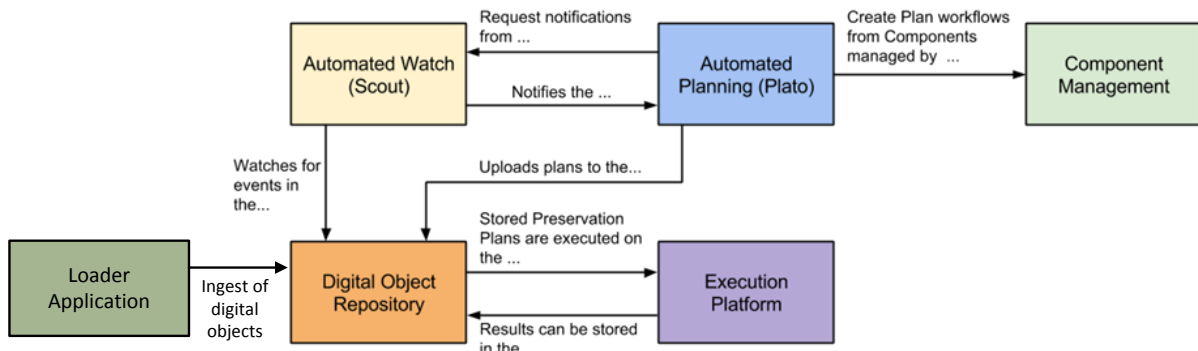 Request notifications
from ...
Create Plan workflows
from Components
managed by ...
Automated Watch
(Scout)
Automated
Planning (Plato)
Component
Management
Notifies the ...
Watches for
events in
the...
Uploads plans to the...
Stored Preservation
Plans are executed on
the ...
Loader
Application
Ingest of
digital
objects
Digital Object
Repository
Execution
Platform
Results can be stored
in the